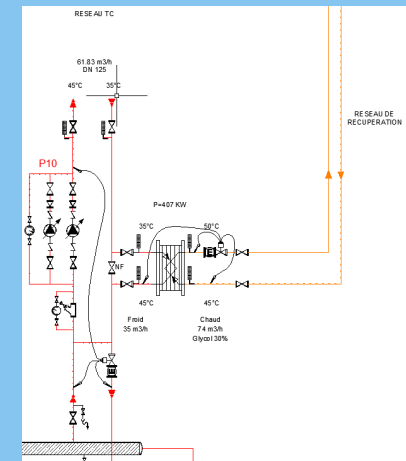 RESEAU TC
61.83 m3/h
DN 125
45°C
35°C
RESEAU DE
RECUPERATION
P10
P=407 KW
35°C
50°C
NF
45°C
45°C
Froid
35 m3/h
Chaud
74 m3/h
Glycol 30%